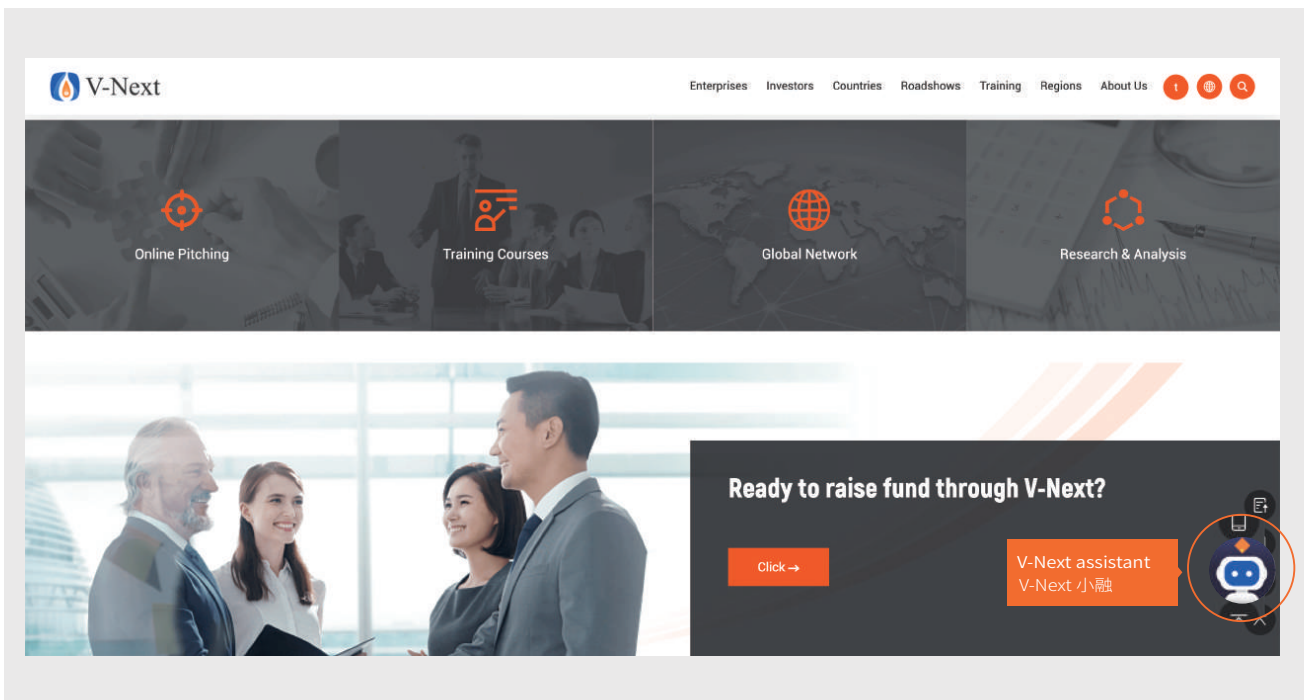 V-Next
Enterprises Investors Countries Roadshows Training Regions About Us t
Online Pitching
Training Courses
Global Network
Research & Analysis
Ready to raise fund through V-Next?
Click→
V-Next assistant
V-Next 小融